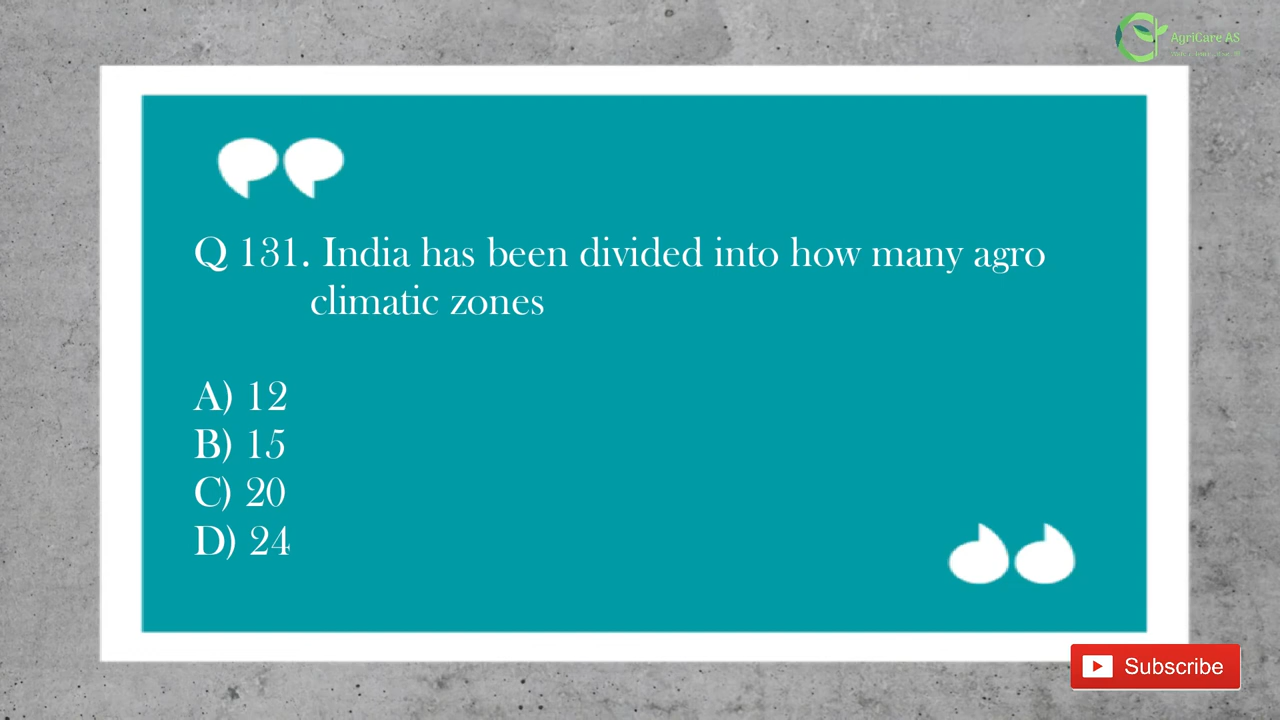 AgriCare AS
Q 131. India has been divided into how many agro
climatic zones
A) 12
B) 15
C) 20
D) 24
Subscribe